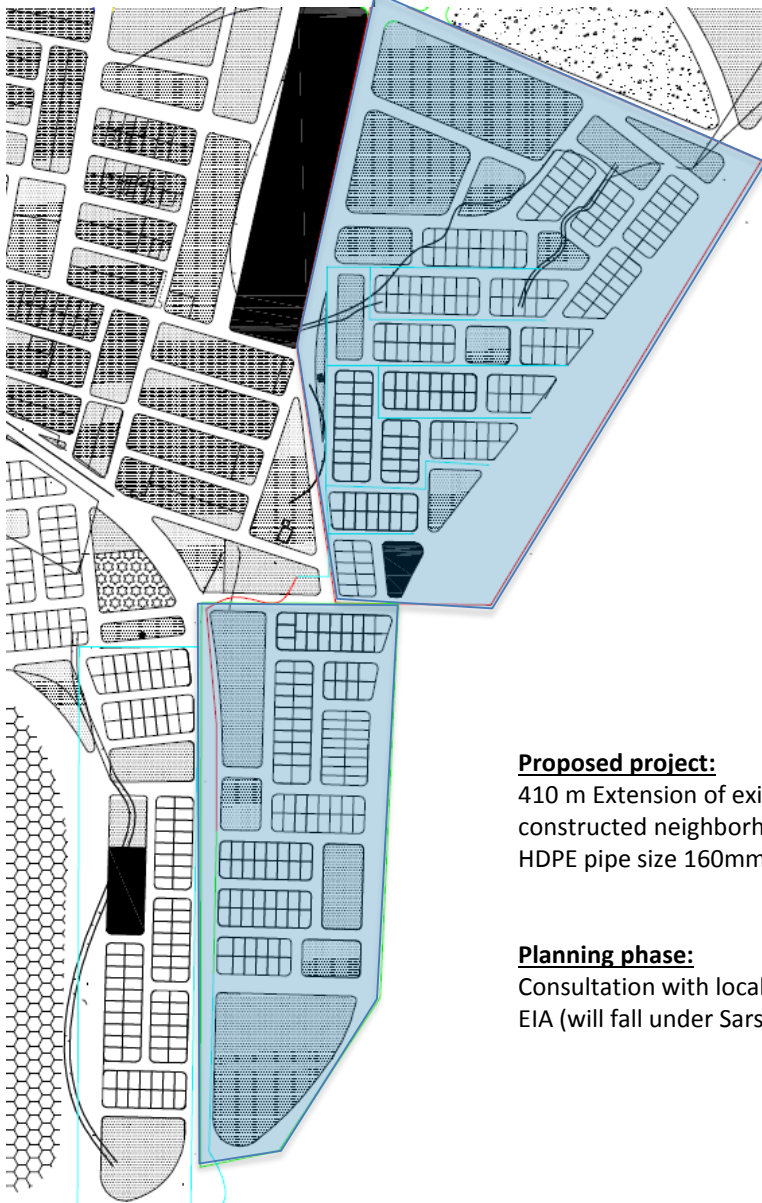 Proposed project:
410 m Extension of exi
constructed neighborh
HDPE pipe size 160mm
Planning phase:
Consultation with local
EIA (will fall under Sars